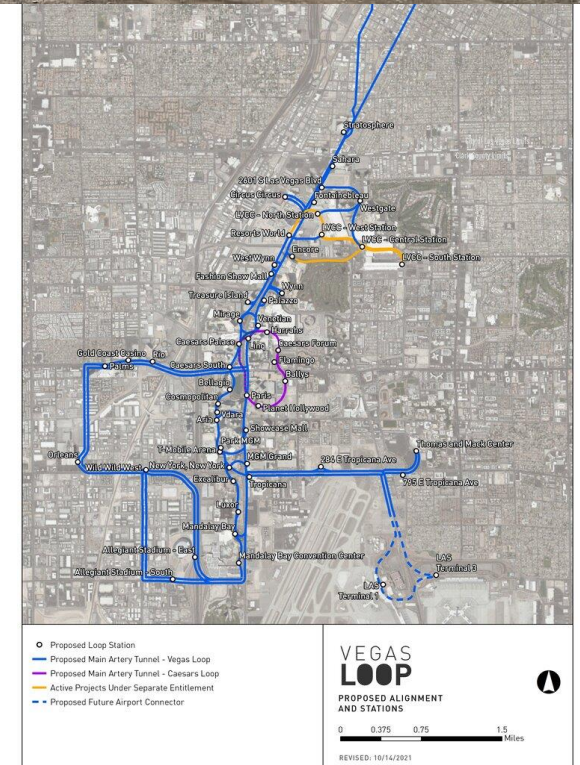 Stratosphere
Sahara
2601 S Las Vegas Blvd
Circus Circus
Fontainebleau
Westgate
LVCC - North Station
LVCC - West Station
Resorts World
LVCC - Central Station
Encore
LVCC - South Station
West Wynn
Fashion Show Mall
Wynn
Treasure Island
Palazzo
Mirage
Venetian
Harrahs
Caesars Palace
Linq
Caesars Forum
Gold Coast Casino
Rio
Flamingo
Palms
Caesars South
Ballys
Bellagio
Cosmopolitan
Paris
Planet Hollywood
Vdara
Aria
Showcase Mall
Park MGM
Thomas and Mack Center
T-Mobile Arena
Orleans
MGM Grand
284 E Tropicana Ave
Wild Wild West
New York, New York
Excalibur
Tropicana
795 E Tropicana Ave
Luxor
Mandalay Bay
Allegiant Stadium - East
Mandalay Bay Convention Center
LAS
Terminal 3
Allegiant Stadium - South
LAS
Terminal 1
Proposed Loop Station
Proposed Main Artery Tunnel - Vegas Loop
Proposed Main Artery Tunnel - Caesars Loop
Active Projects Under Separate Entitlement
Proposed Future Airport Connector
VEGAS
LOOP
PROPOSED ALIGNMENT
AND STATIONS
0 0.375 0.75 1.5
Miles
REVISED: 10/14/2021